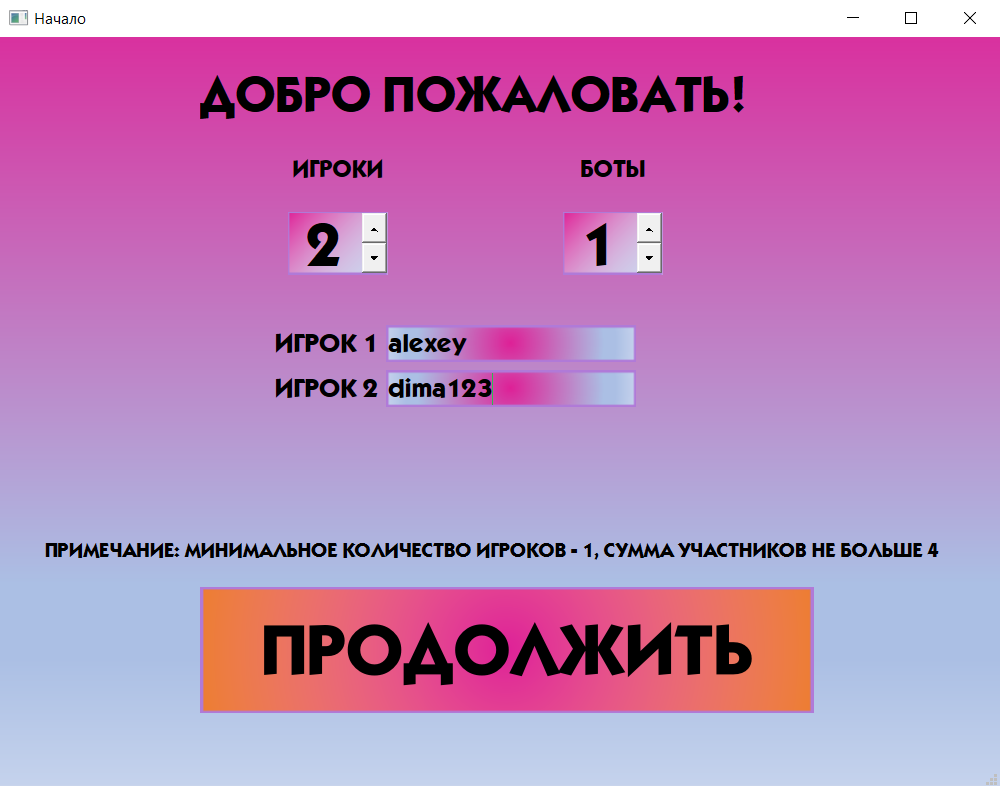 Начало
ДОБРО ПОЖАЛОВАТЬ!
ИГРОКИ БОТЫ
2 1
ИГРОК 1 alexey
ИГРОК 2 dima123
ПРИМЕЧАНИЕ: МИНИМАЛЬНОЕ КОЛИЧЕСТВО ИГРОКОВ - 1, СУММА УЧАСТНИКОВ НЕ БОЛЬШЕ 4
ПРОДОЛЖИТЬ